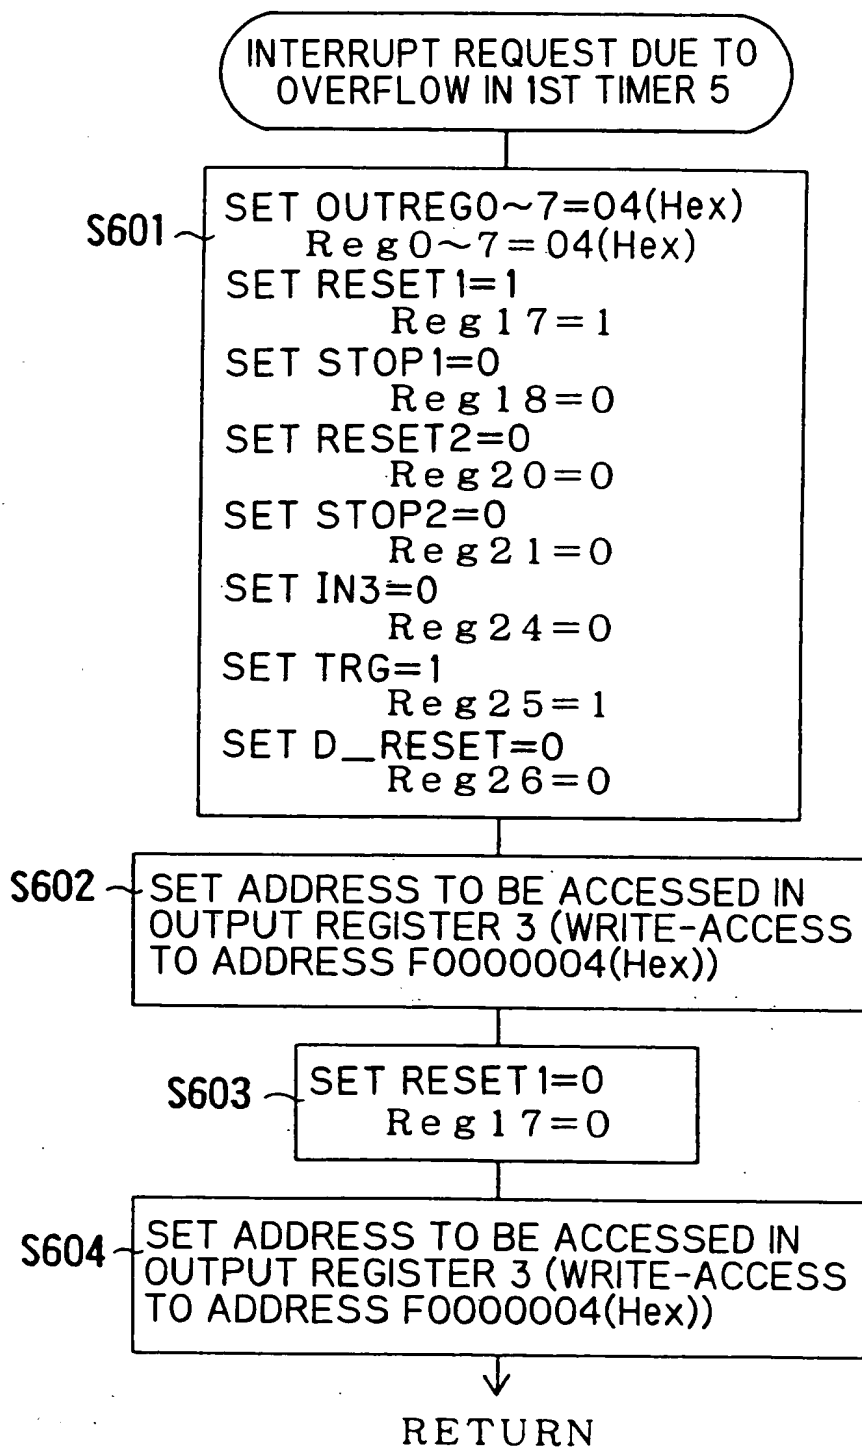 INTERRUPT REQUEST DUE TO
OVERFLOW IN 1ST TIMER 5
S601
SET OUTREG0~7=04(Hex)
Reg0~7=04(Hex)
SET RESET1=1
Reg17=1
SET STOP1=0
Reg18=0
SET RESET2=0
Reg20=0
SET STOP2=0
Reg21=0
SET IN3=0
Reg24=0
SET TRG=1
Reg25=1
SET D_RESET=0
Reg26=0
S602
SET ADDRESS TO BE ACCESSED IN
OUTPUT REGISTER 3 (WRITE-ACCESS
TO ADDRESS F0000004(Hex))
S603
SET RESET1=0
Reg17=0
S604
SET ADDRESS TO BE ACCESSED IN
OUTPUT REGISTER 3 (WRITE-ACCESS
TO ADDRESS F0000004(Hex))
RETURN